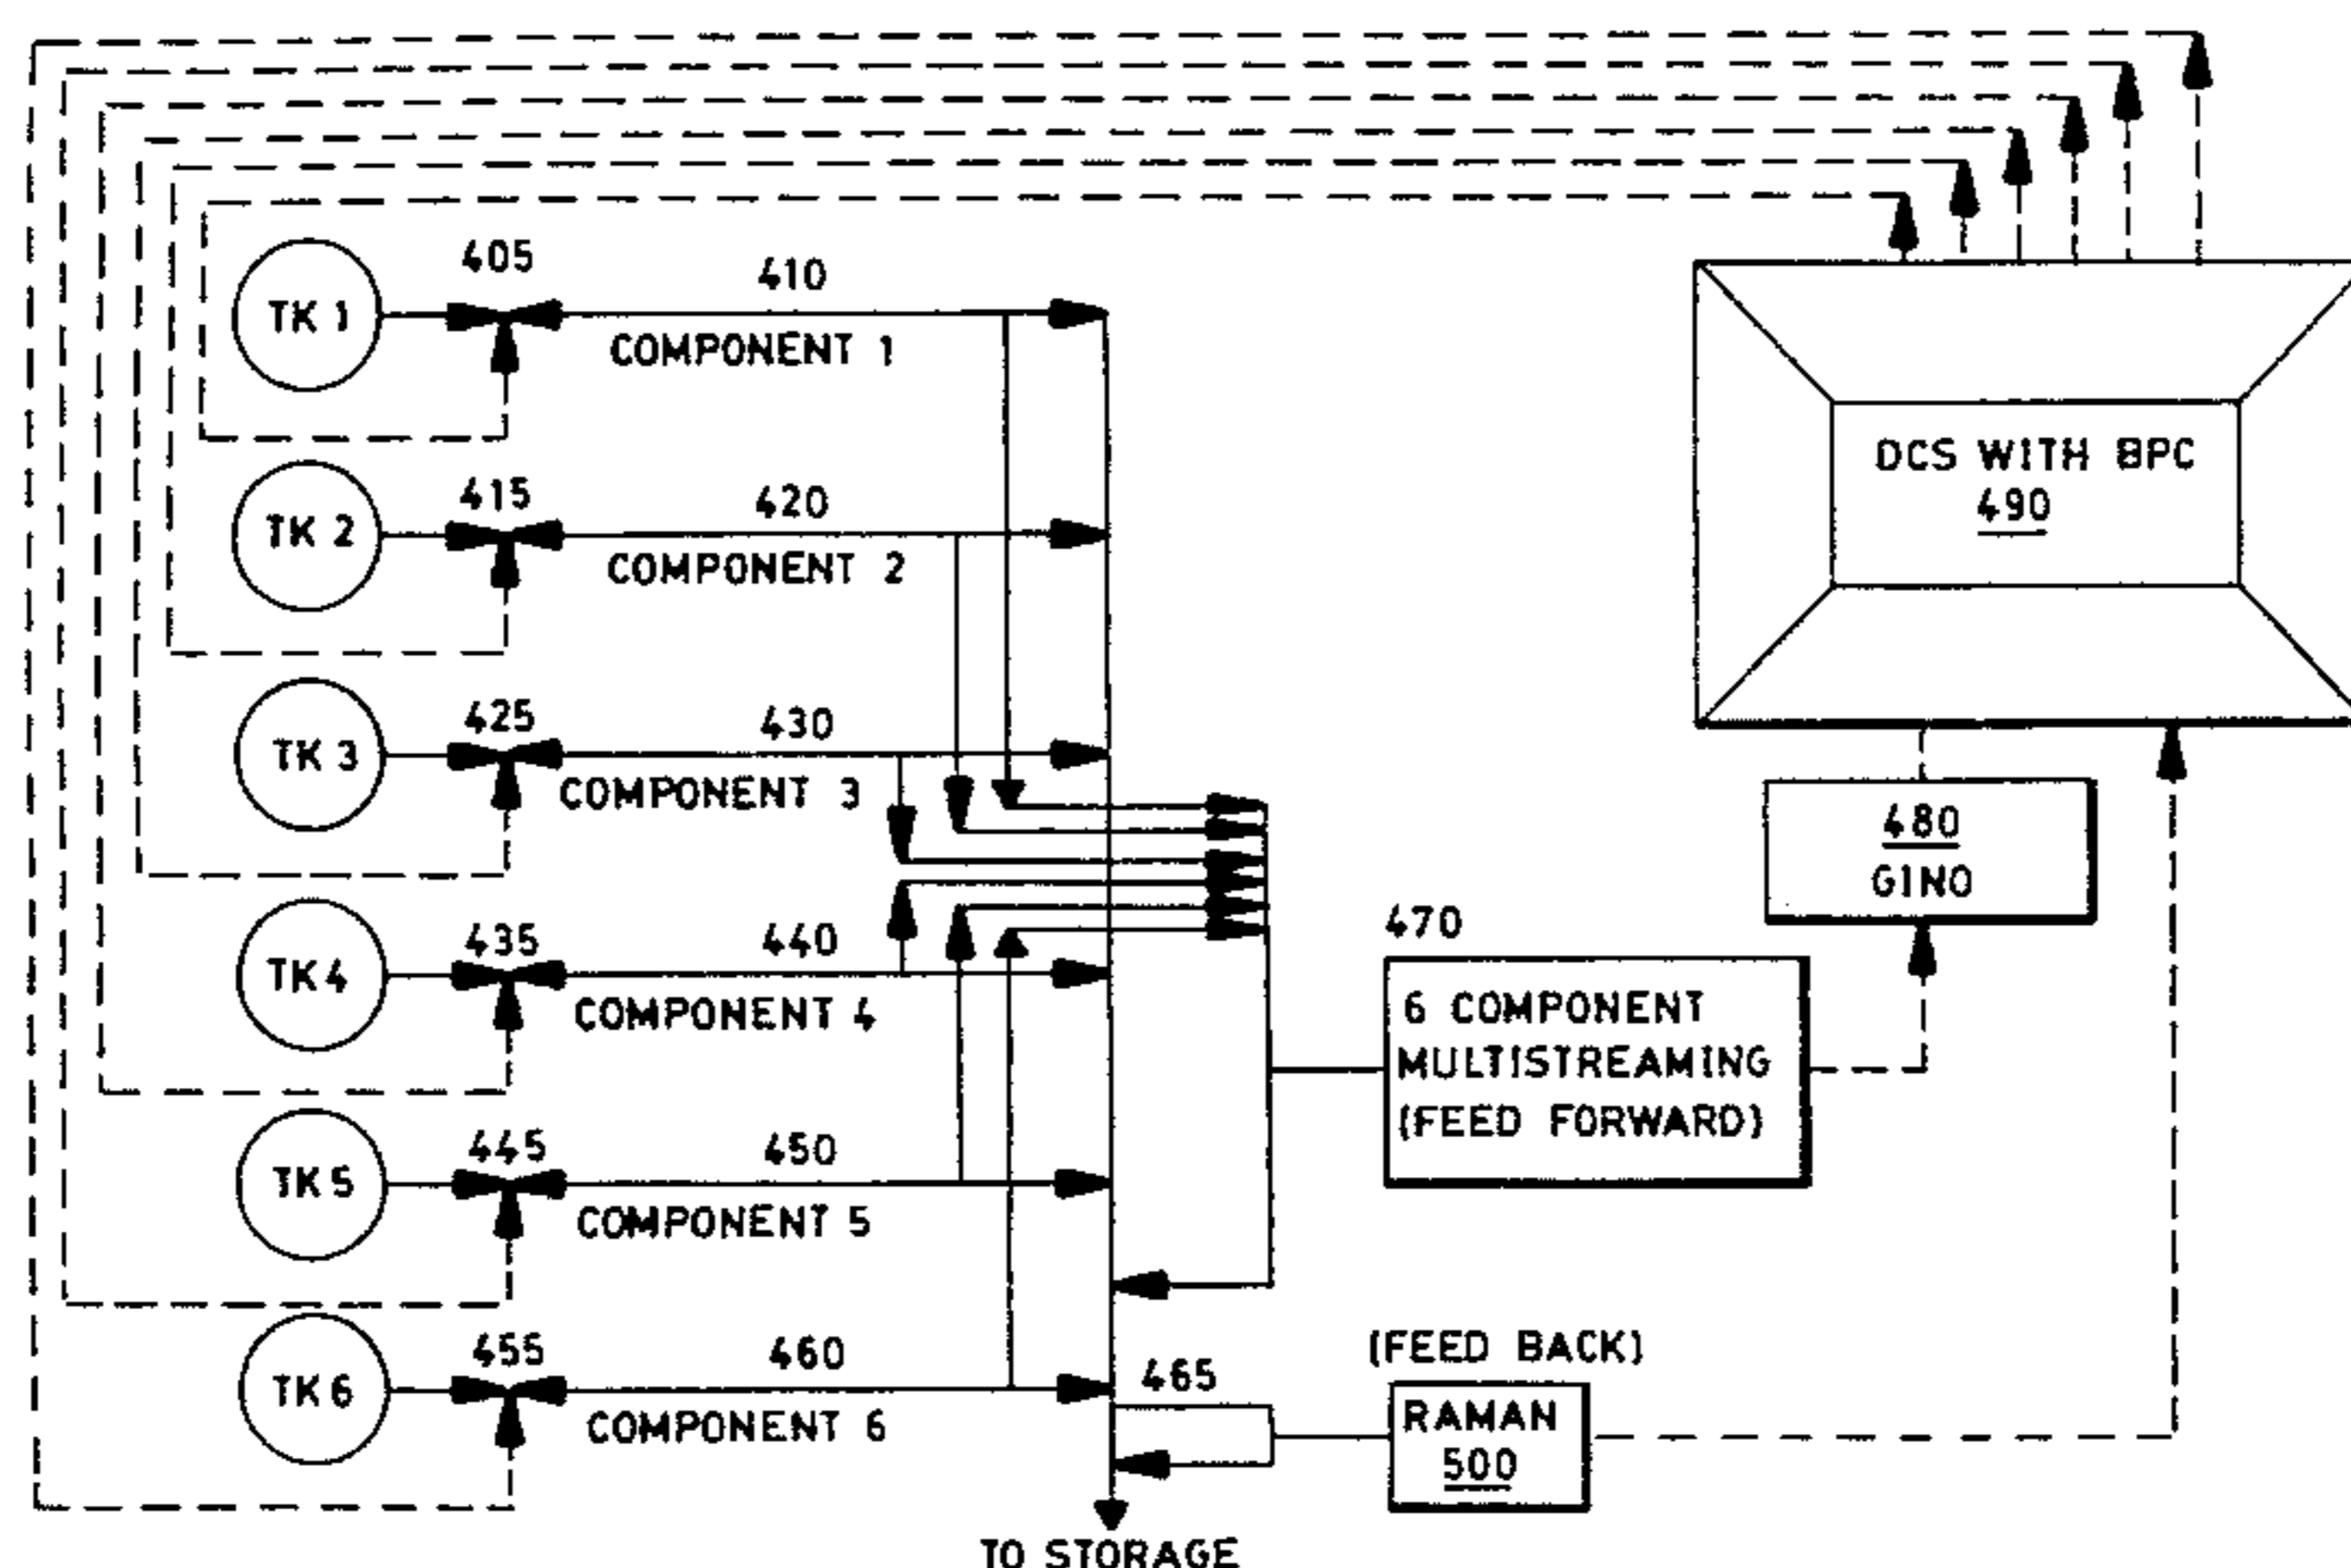 TK 1
405
410
COMPONENT 1
TK 2
415
420
COMPONENT 2
TK 3
425
430
COMPONENT 3
TK 4
435
440
COMPONENT 4
TK 5
445
450
COMPONENT 5
TK 6
455
460
COMPONENT 6
465
TO STORAGE
470
6 COMPONENT
MULTISTREAMING
(FEED FORWARD)
(FEED BACK)
RAMAN
500
480
GINO
DCS WITH BPC
490